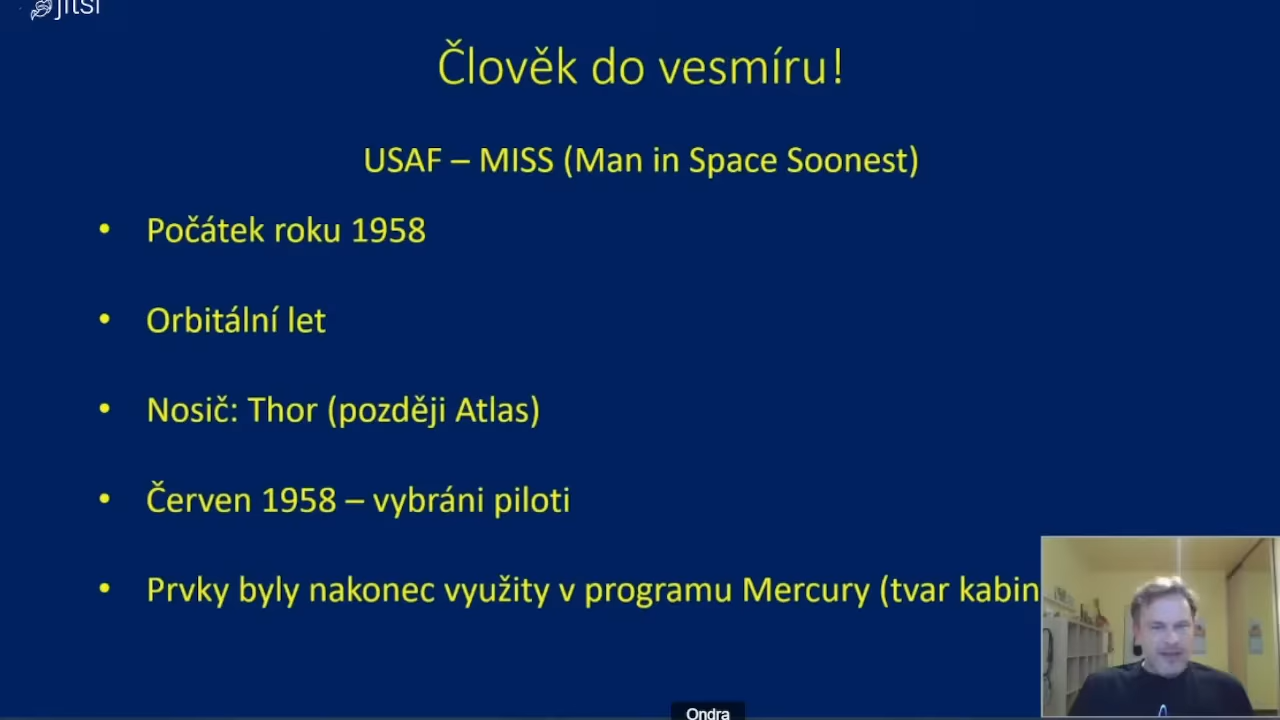 jitsi
Člověk do vesmíru!
USAF – MISS (Man in Space Soonest)
• Počátek roku 1958
• Orbitální let
• Nosič: Thor (později Atlas)
• Červen 1958 – vybráni piloti
• Prvky byly nakonec využity v programu Mercury (tvar kabin
Ondra